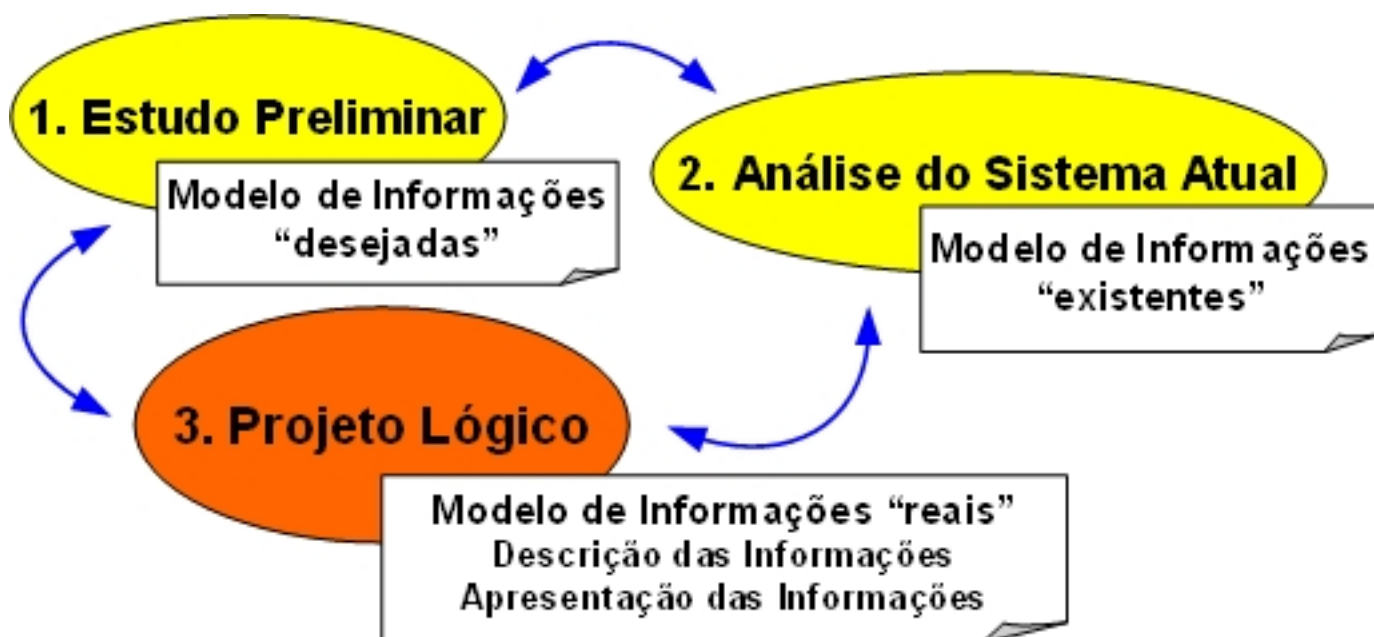 1. Estudo Preliminar
Modelo de Informações
“desejadas”
2. Análise do Sistema Atual
Modelo de Informações
“existentes”
3. Projeto Lógico
Modelo de Informações “reais”
Descrição das Informações
Apresentação das Informações